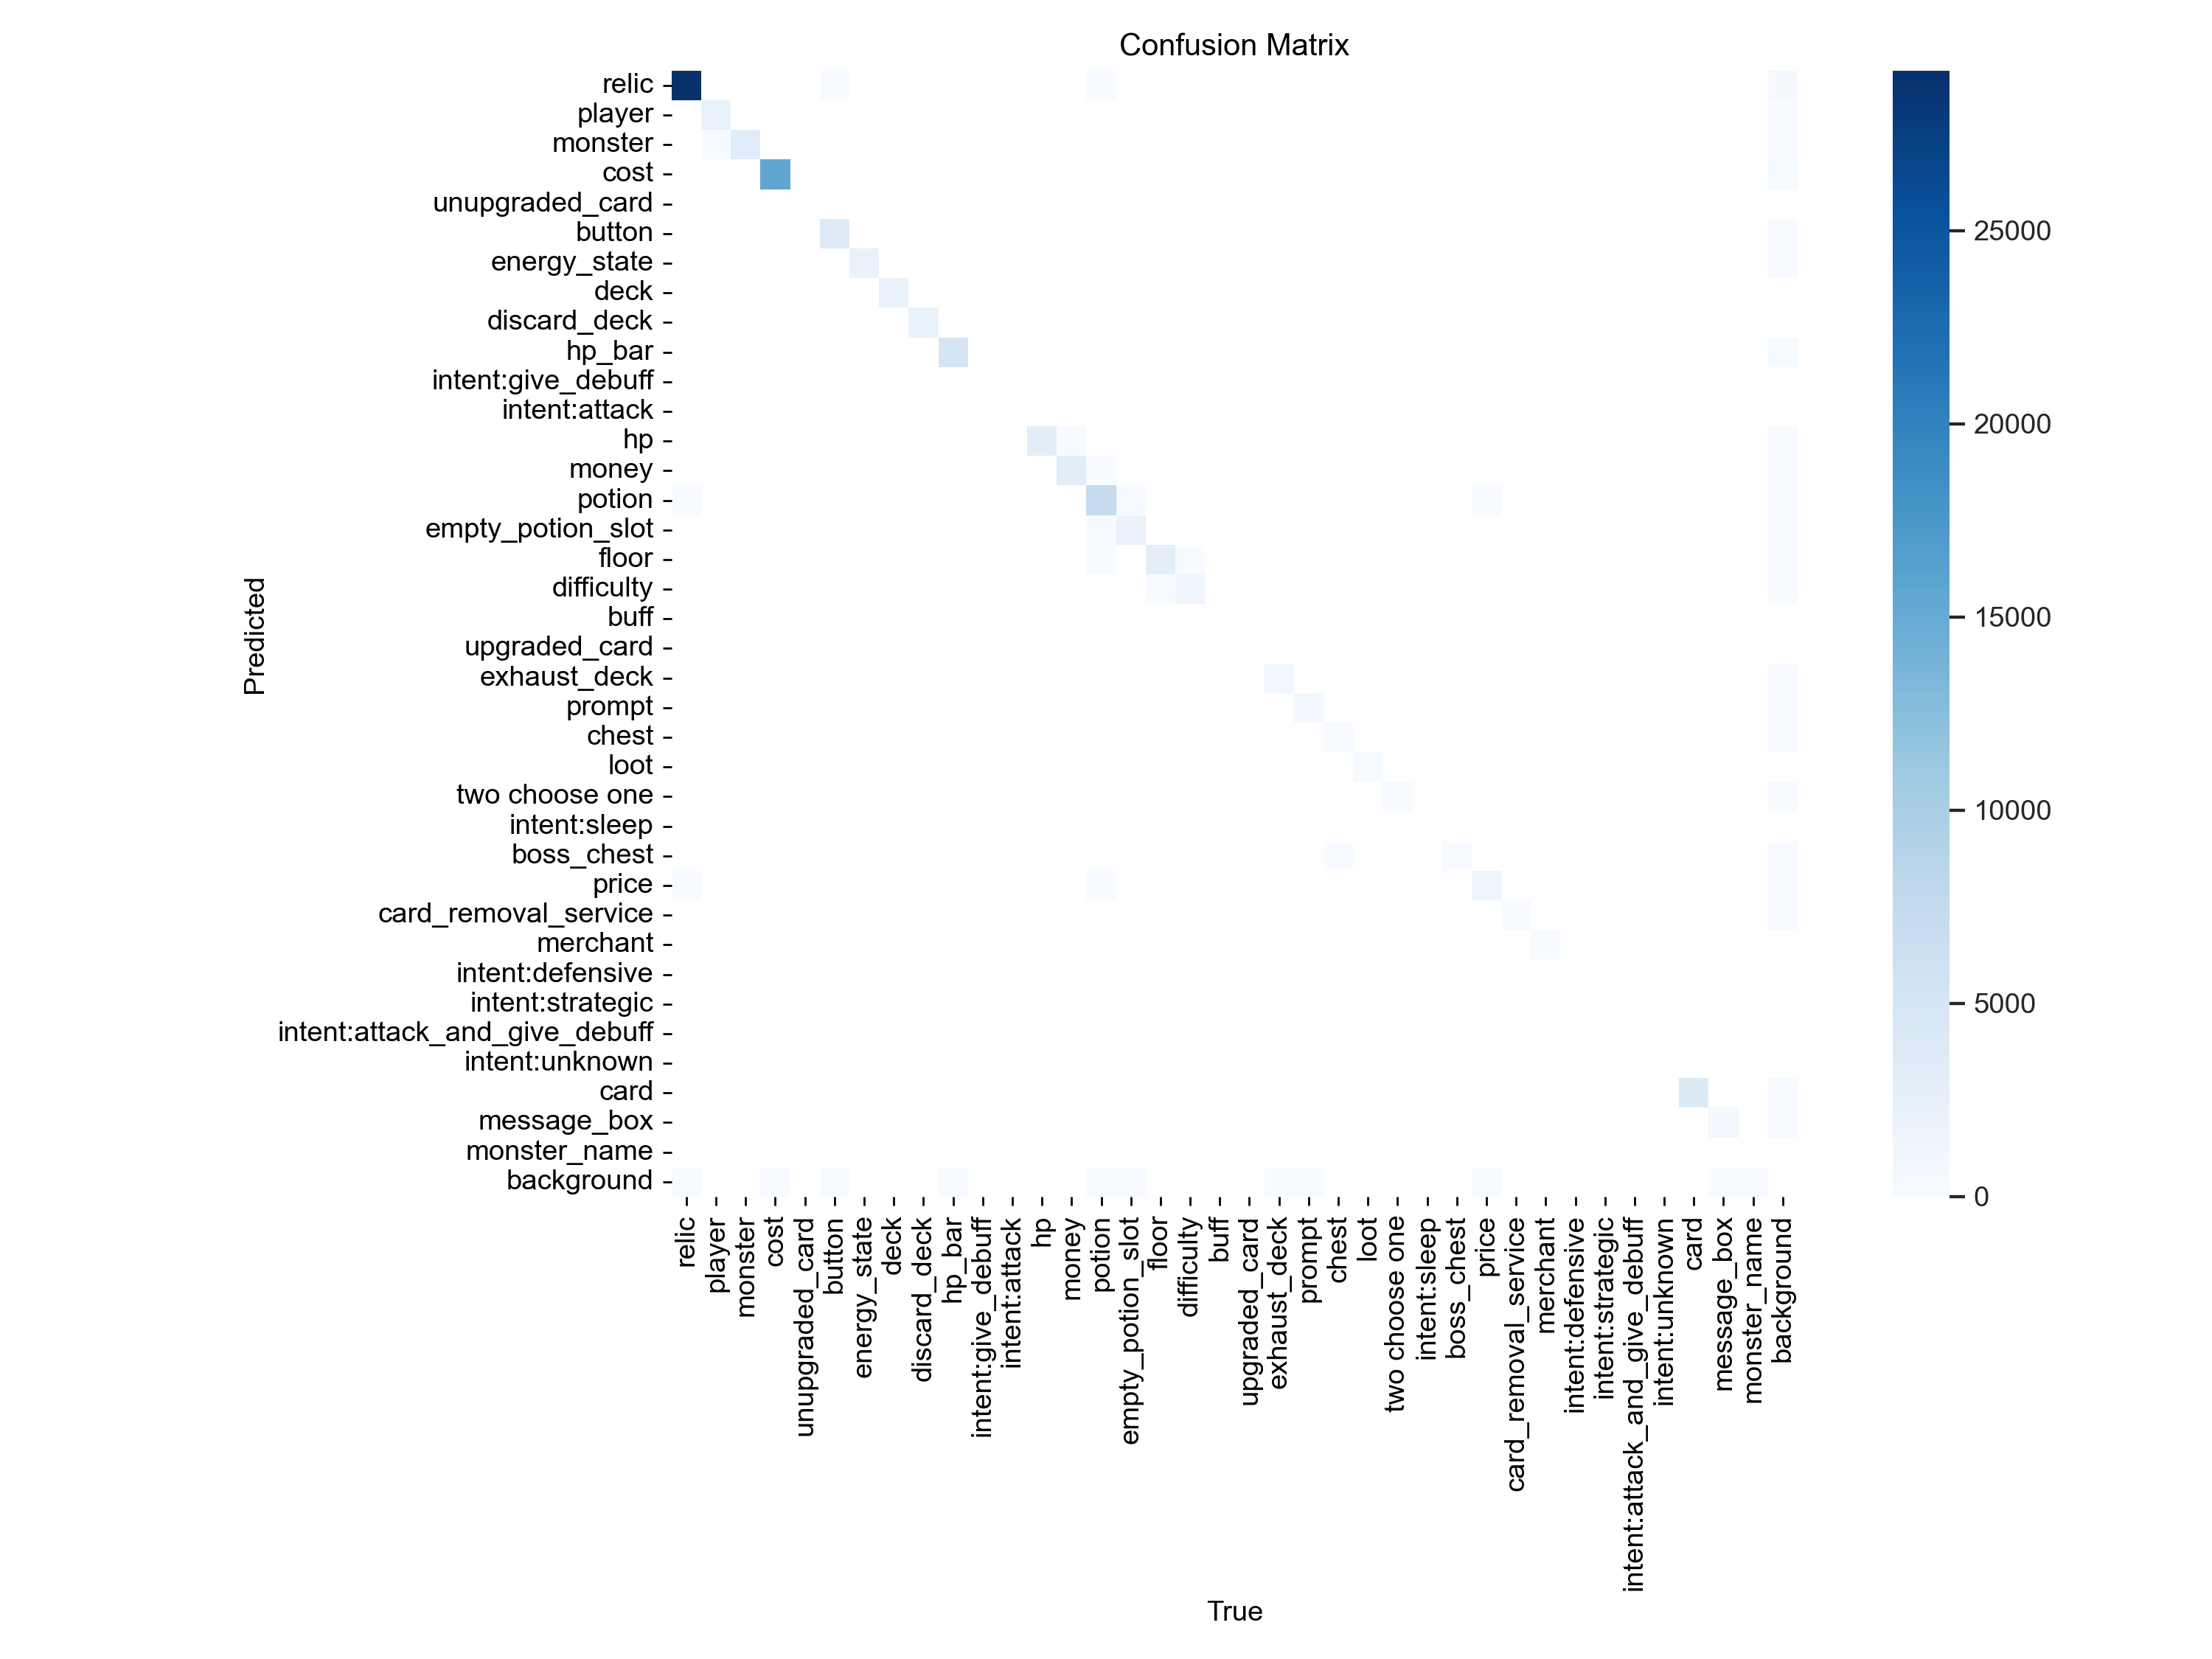 Confusion Matrix
Predicted
relic
player
monster
cost
unupgraded_card
button
energy_state
deck
discard_deck
hp_bar
intent:give_debuff
intent:attack
hp
money
potion
empty_potion_slot
floor
difficulty
buff
upgraded_card
exhaust_deck
prompt
chest
loot
two choose one
intent:sleep
boss_chest
price
card_removal_service
merchant
intent:defensive
intent:strategic
intent:attack_and_give_debuff
intent:unknown
card
message_box
monster_name
background
relic
player
monster
cost
unupgraded_card
button
energy_state
deck
discard_deck
hp_bar
intent:give_debuff
intent:attack
hp
money
potion
empty_potion_slot
floor
difficulty
buff
upgraded_card
exhaust_deck
prompt
chest
loot
two choose one
intent:sleep
boss_chest
price
card_removal_service
merchant
intent:defensive
intent:strategic
intent:attack_and_give_debuff
intent:unknown
card
message_box
monster_name
background
True
25000
20000
15000
10000
5000
0